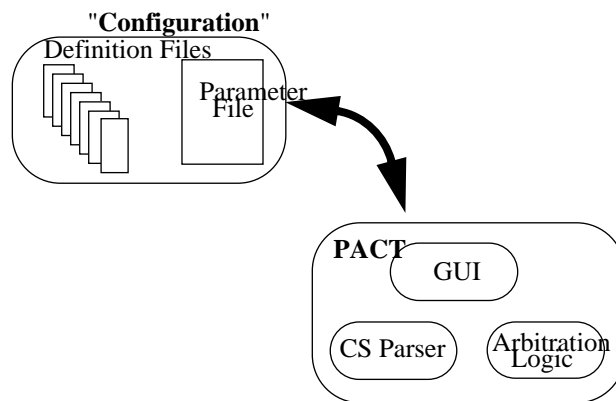 "Configuration"
Definition Files
Parameter
File
PACT
GUI
CS Parser
Arbitration
Logic